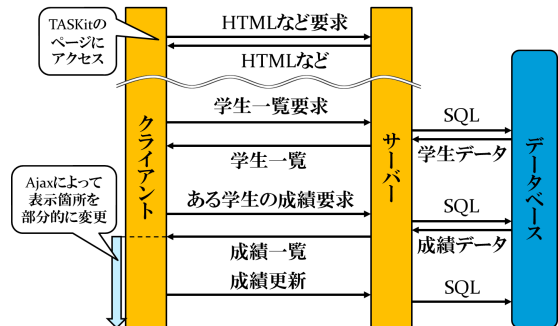 TASKitの
ページに
アクセス
HTMLなど要求
HTMLなど
学生一覧要求
SQL
学生データ
学生一覧
クライアント
サーバー
データベース
Ajaxによって
表示箇所を
部分的に変更
ある学生の成績要求
SQL
成績データ
成績一覧
成績更新
SQL